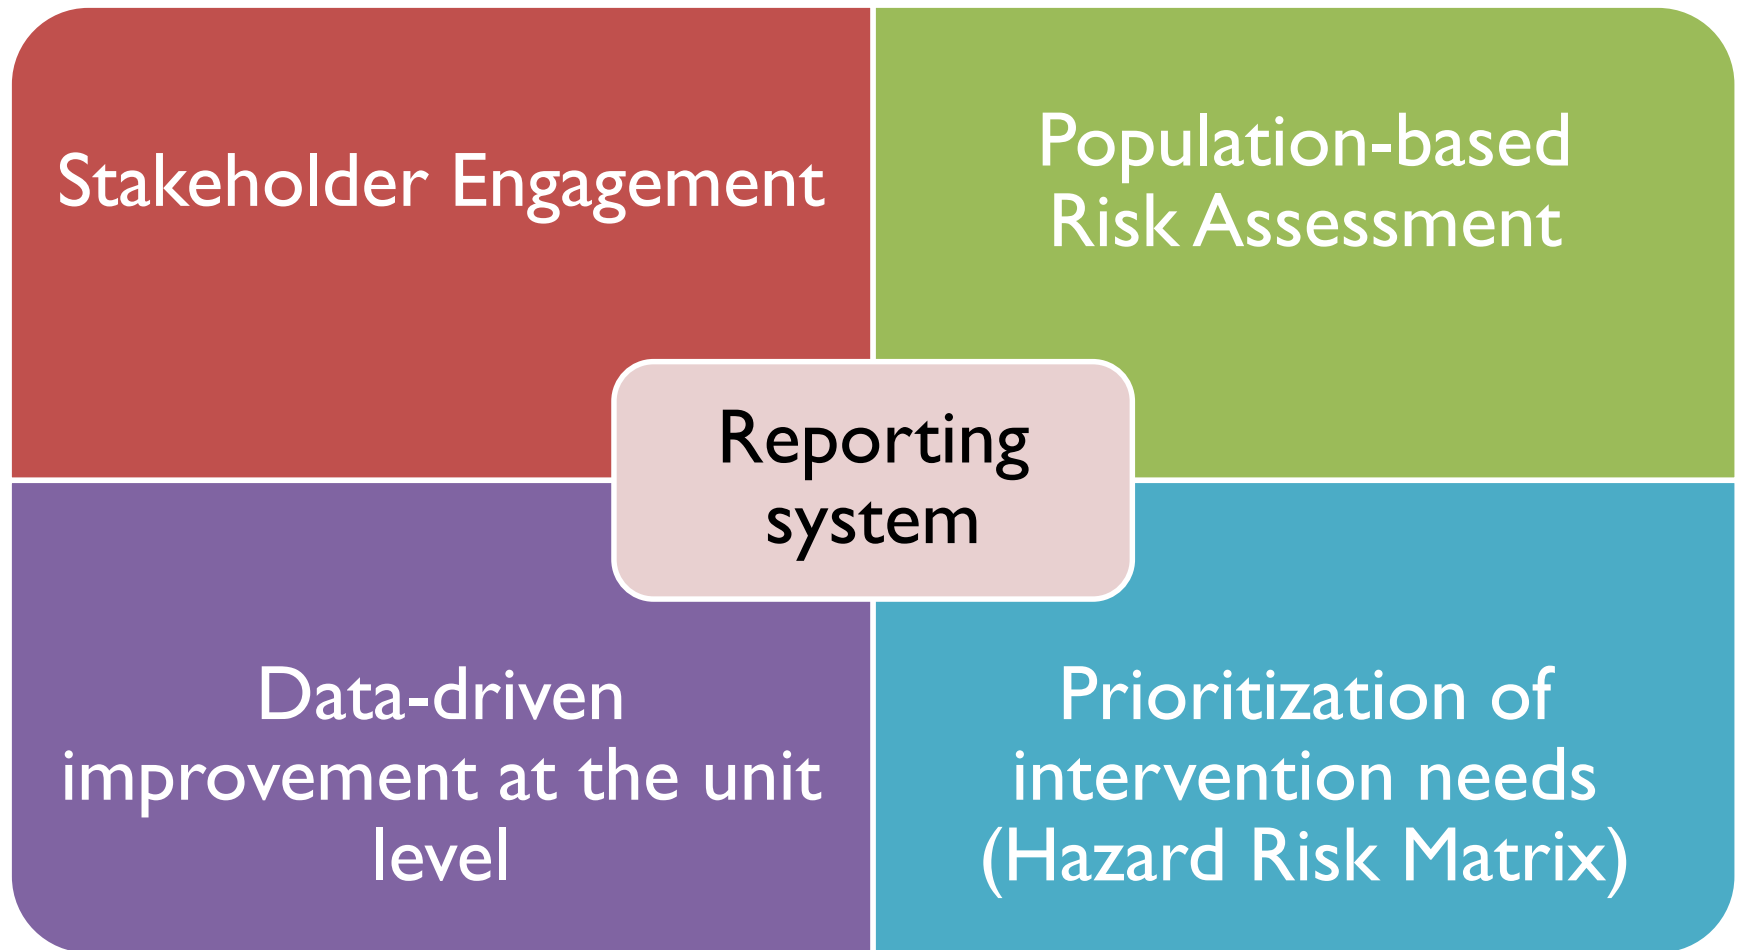 Stakeholder Engagement
Population-based
Risk Assessment
Reporting
system
Data-driven
improvement at the unit
level
Prioritization of
intervention needs
(Hazard Risk Matrix)